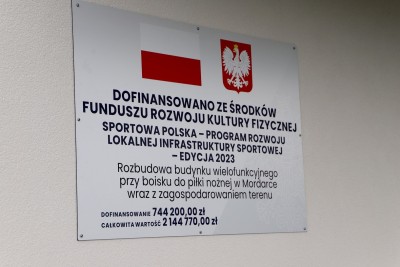 DOFINANSOWANO ZE ŚRODKÓW
FUNDUSZU ROZWOJU KULTURY FIZYCZNEJ
SPORTOWA POLSKA – PROGRAM ROZWOJU
LOKALNEJ INFRASTRUKTURY SPORTOWEJ
– EDYCJA 2023
Rozbudowa budynku wielofunkcyjnego
przy boisku do piłki nożnej w Mordarce
wraz z zagospodarowaniem terenu
DOFINANSOWANIE 744 200,00 zł
CAŁKOWITA WARTOŚĆ 2 144 770,00 zł